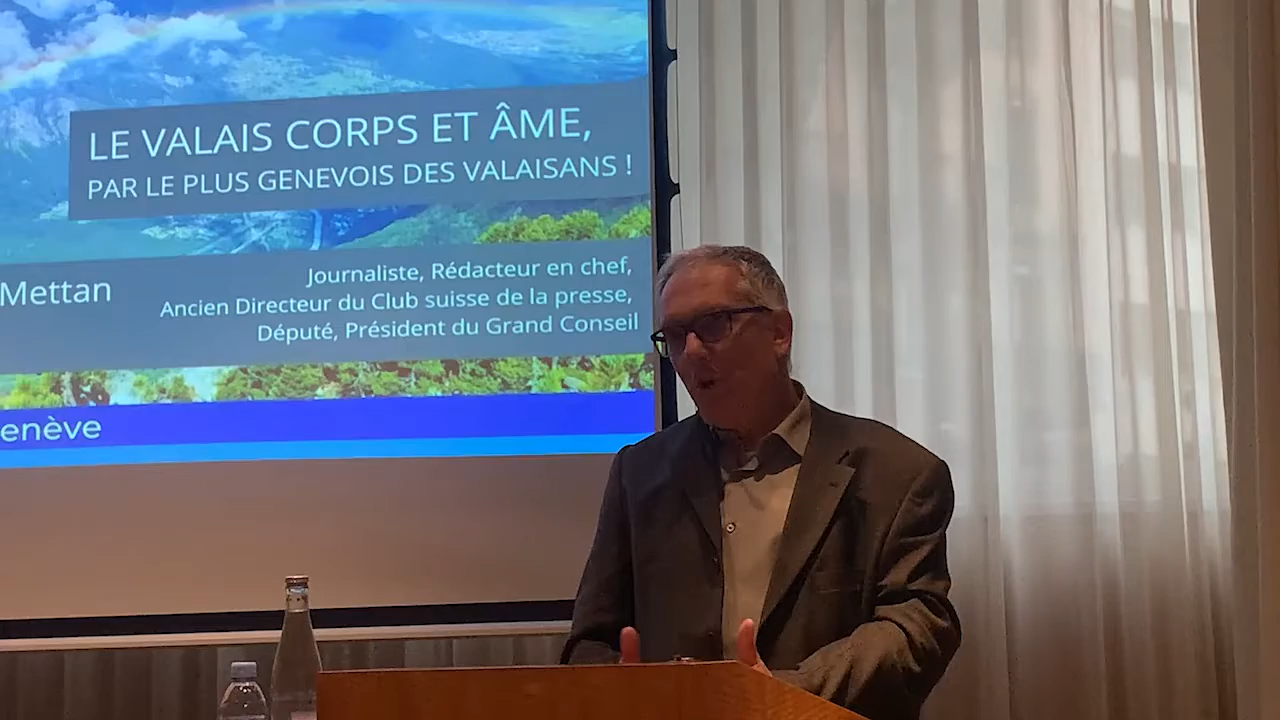 LE VALAIS CORPS ET ÂME,
PAR LE PLUS GENEVOIS DES VALAISANS !
Mettan
Journaliste, Rédacteur en chef,
Ancien Directeur du Club suisse de la presse,
Député, Président du Grand Conseil
enève